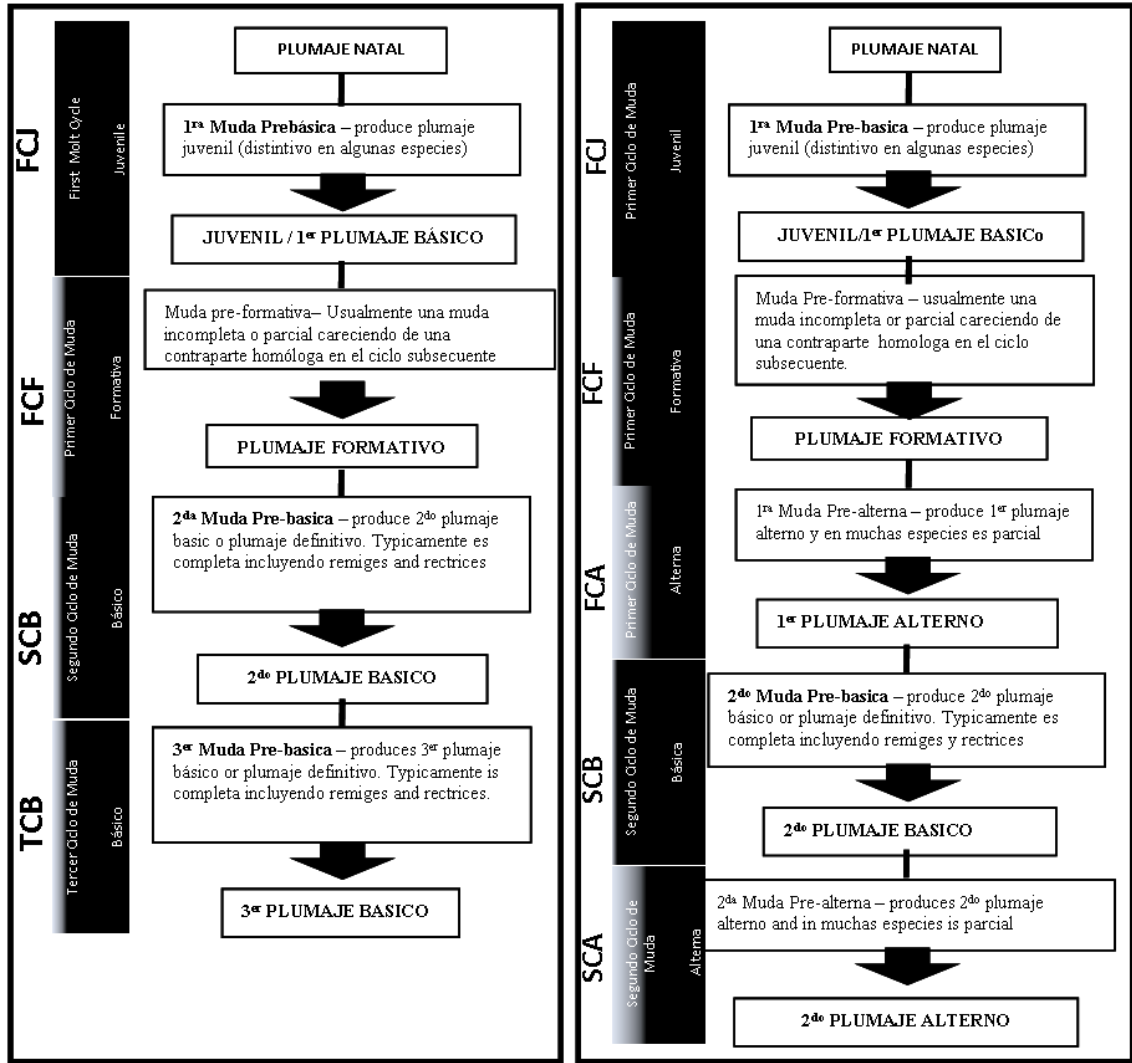 FCJ
First Molt Cycle
Juvenile
PLUMAJE NATAL
1ra Muda Prebásica – produce plumaje
juvenil (distintivo en algunas especies)
JUVENIL / 1er PLUMAJE BÁSICO
FCF
Primer Ciclo de Muda
Formativa
Muda pre-formativa– Usualmente una muda
incompleta o parcial careciendo de una
contraparte homóloga en el ciclo subsecuente
PLUMAJE FORMATIVO
SCB
Segundo Ciclo de Muda
Básico
2da Muda Pre-basica – produce 2do plumaje
basic o plumaje definitivo. Typicamente es
completa incluyendo remiges and rectrices
2do PLUMAJE BASICO
TCB
Tercer Ciclo de Muda
Básico
3er Muda Pre-basica – produces 3er plumaje
básico or plumaje definitivo. Typicamente is
completa incluyendo remiges and rectrices.
3er PLUMAJE BASICO
FCJ
Primer Ciclo de Muda
Juvenil
PLUMAJE NATAL
1ra Muda Pre-basica – produce plumaje
juvenil (distintivo en algunas especies)
JUVENIL/1er PLUMAJE BASICo
FCF
Primer Ciclo de Muda
Formativa
Muda Pre-formativa – usualmente una
muda incompleta or parcial careciendo de
una contraparte homologa en el ciclo
subsecuente.
PLUMAJE FORMATIVO
FCA
Primer Ciclo de Muda
Alterna
1ra Muda Pre-alterna – produce 1er plumaje
alterno y en muchas especies es parcial
1er PLUMAJE ALTERNO
SCB
Segundo Ciclo de Muda
Básica
2do Muda Pre-basica – produce 2do plumaje
básico or plumaje definitivo. Typicamente es
completa incluyendo remiges y rectrices
2do PLUMAJE BASICO
SCA
Segundo Ciclo de
Muda
Alterna
2da Muda Pre-alterna – produces 2do plumaje
alterno and in muchas especies is parcial
2do PLUMAJE ALTERNO